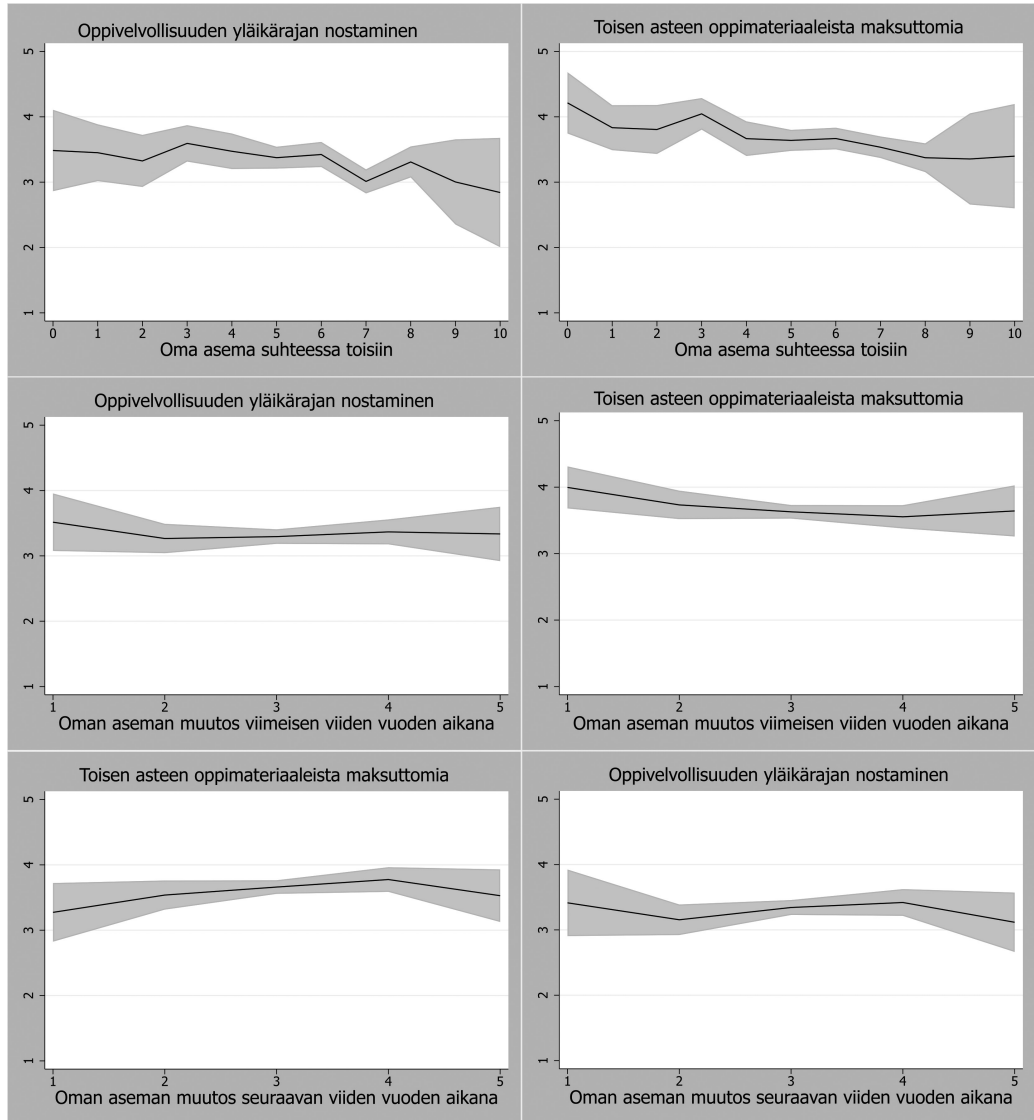 Oppivelvollisuuden yläikärajan nostaminen
5
4
3
2
1
0 1 2 3 4 5 6 7 8 9 10
Oma asema suhteessa toisiin
Toisen asteen oppimateriaaleista maksuttomia
5
4
3
2
1
0 1 2 3 4 5 6 7 8 9 10
Oma asema suhteessa toisiin
Oppivelvollisuuden yläikärajan nostaminen
5
4
3
2
1
1 2 3 4 5
Oman aseman muutos viimeisen viiden vuoden aikana
Toisen asteen oppimateriaaleista maksuttomia
5
4
3
2
1
1 2 3 4 5
Oman aseman muutos viimeisen viiden vuoden aikana
Toisen asteen oppimateriaaleista maksuttomia
5
4
3
2
1
1 2 3 4 5
Oman aseman muutos seuraavan viiden vuoden aikana
Oppivelvollisuuden yläikärajan nostaminen
5
4
3
2
1
1 2 3 4 5
Oman aseman muutos seuraavan viiden vuoden aikana